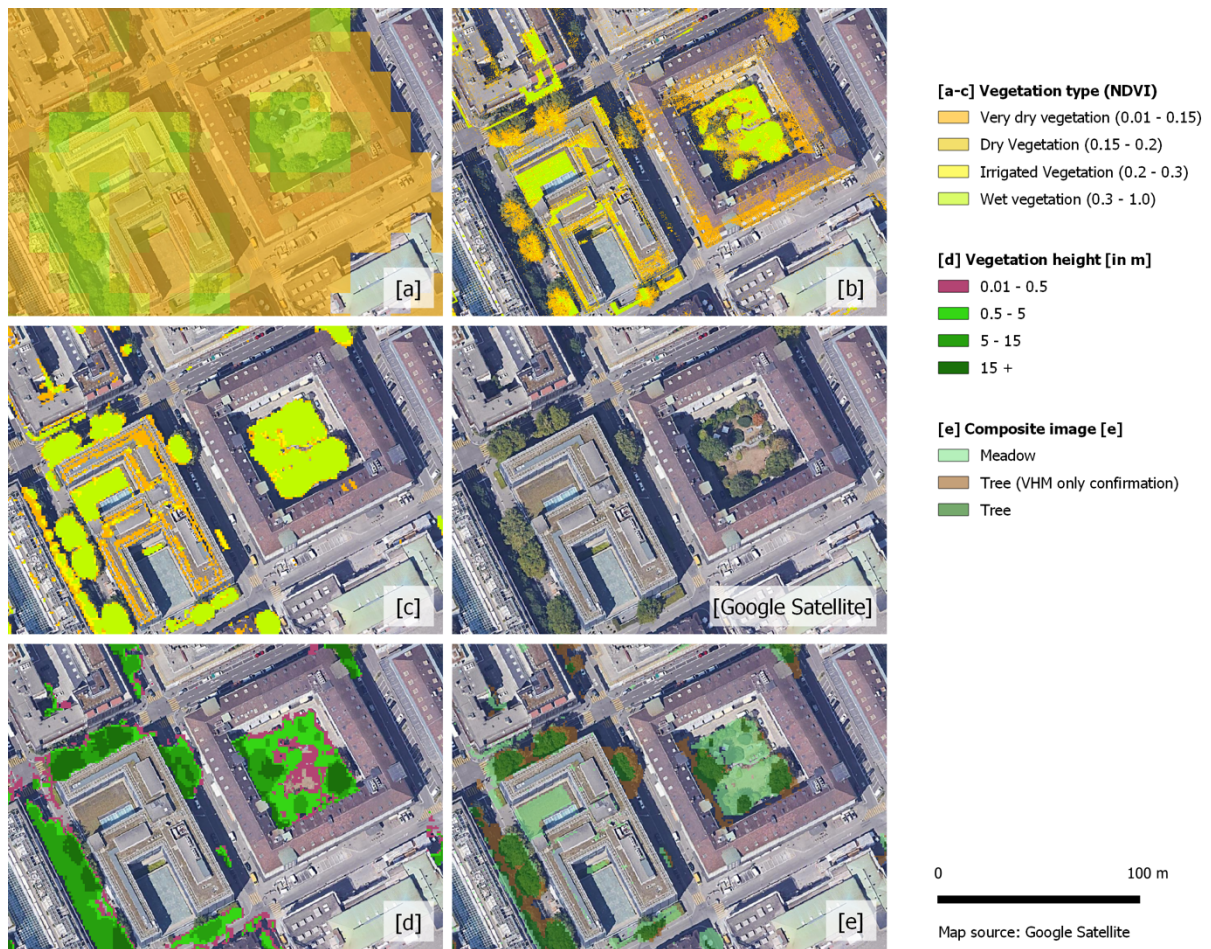 [a]
[b]
[c]
[Google Satellite]
[d]
[e]
[a-c] Vegetation type (NDVI)
Very dry vegetation (0.01 - 0.15)
Dry Vegetation (0.15 - 0.2)
Irrigated Vegetation (0.2 - 0.3)
Wet vegetation (0.3 - 1.0)
[d] Vegetation height [in m]
0.01 - 0.5
0.5 - 5
5 - 15
15 +
[e] Composite image [e]
Meadow
Tree (VHM only confirmation)
Tree
0 100 m
Map source: Google Satellite